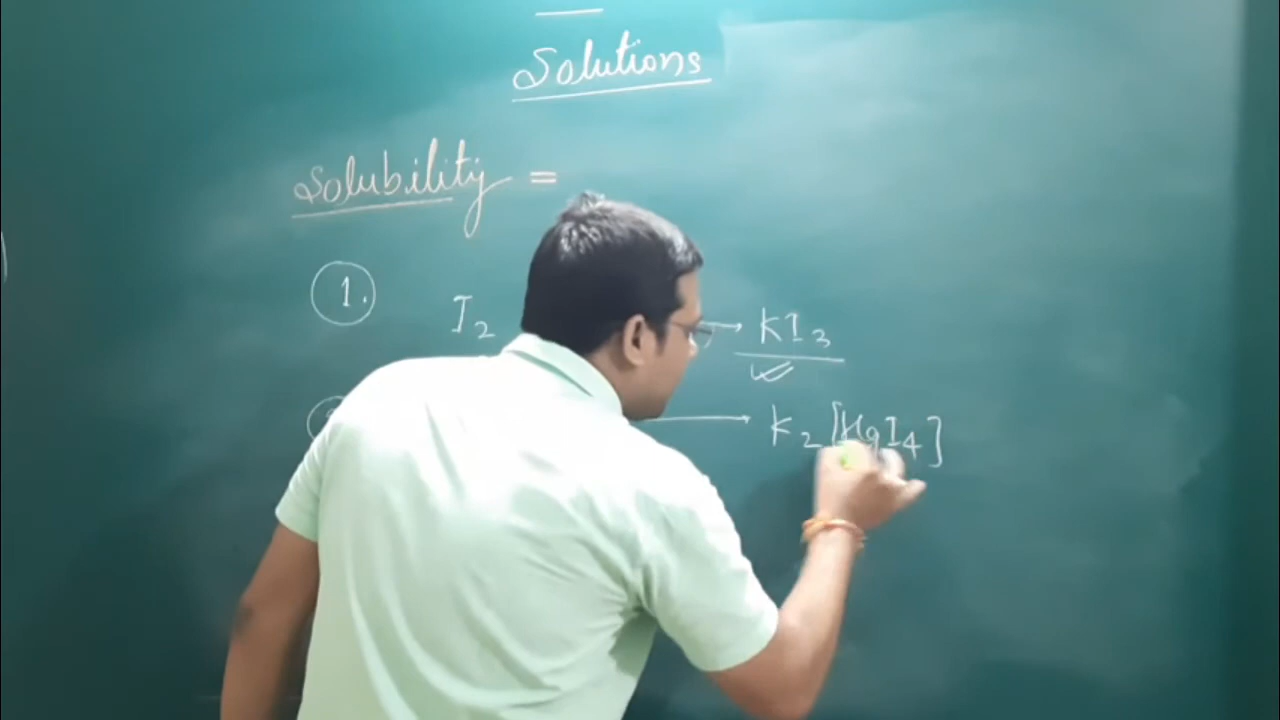 Solutions
Solubility =
1. I2 → KI3
→ K2[HgI4]